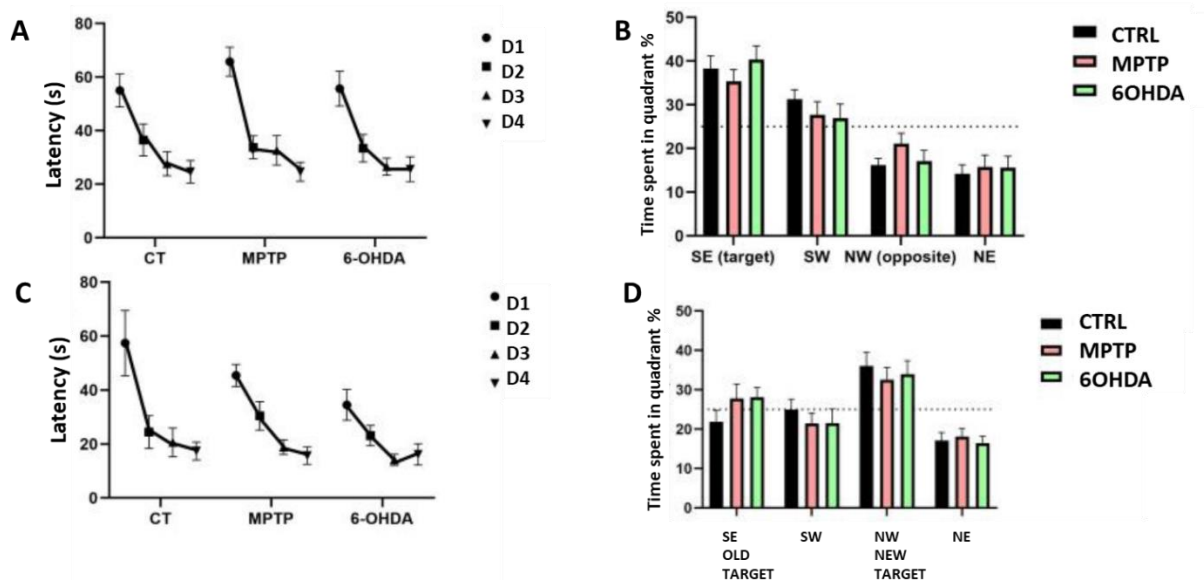 A
80
60
40
20
0
Latency (s)
CT
MPTP
6-OHDA
D1
D2
D3
D4
B
50
40
30
20
10
0
Time spent in quadrant %
SE (target)
SW
NW (opposite)
NE
CTRL
MPTP
6OHDA
C
80
60
40
20
0
Latency (s)
CT
MPTP
6-OHDA
D1
D2
D3
D4
D
50
40
30
20
10
0
Time spent in quadrant %
SE
OLD
TARGET
SW
NW
NEW
TARGET
NE
CTRL
MPTP
6OHDA